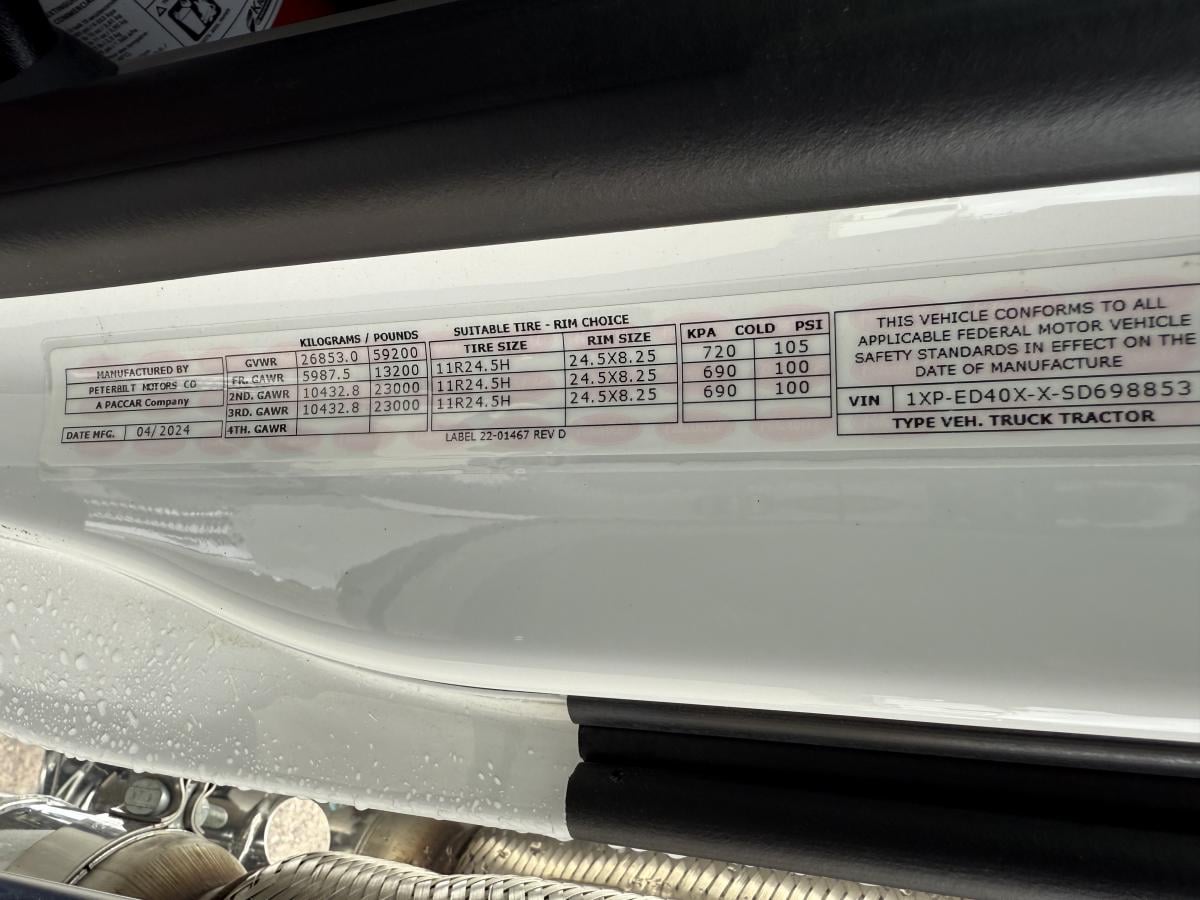 KILOGRAMS / POUNDS SUITABLE TIRE - RIM CHOICE
MANUFACTURED BY
PETERBILT MOTORS CO
A PACCAR Company
DATE MFG. 04/2024
GVWR 26853.0 59200
FR. GAWR 5987.5 13200
2ND. GAWR 10432.8 23000
3RD. GAWR 10432.8 23000
4TH. GAWR
TIRE SIZE RIM SIZE
11R24.5H 24.5X8.25
11R24.5H 24.5X8.25
11R24.5H 24.5X8.25
KPA COLD PSI
720 105
690 100
690 100
LABEL 22-01467 REV D
THIS VEHICLE CONFORMS TO ALL
APPLICABLE FEDERAL MOTOR VEHICLE
SAFETY STANDARDS IN EFFECT ON THE
DATE OF MANUFACTURE
VIN 1XP-ED40X-X-SD698853
TYPE VEH. TRUCK TRACTOR